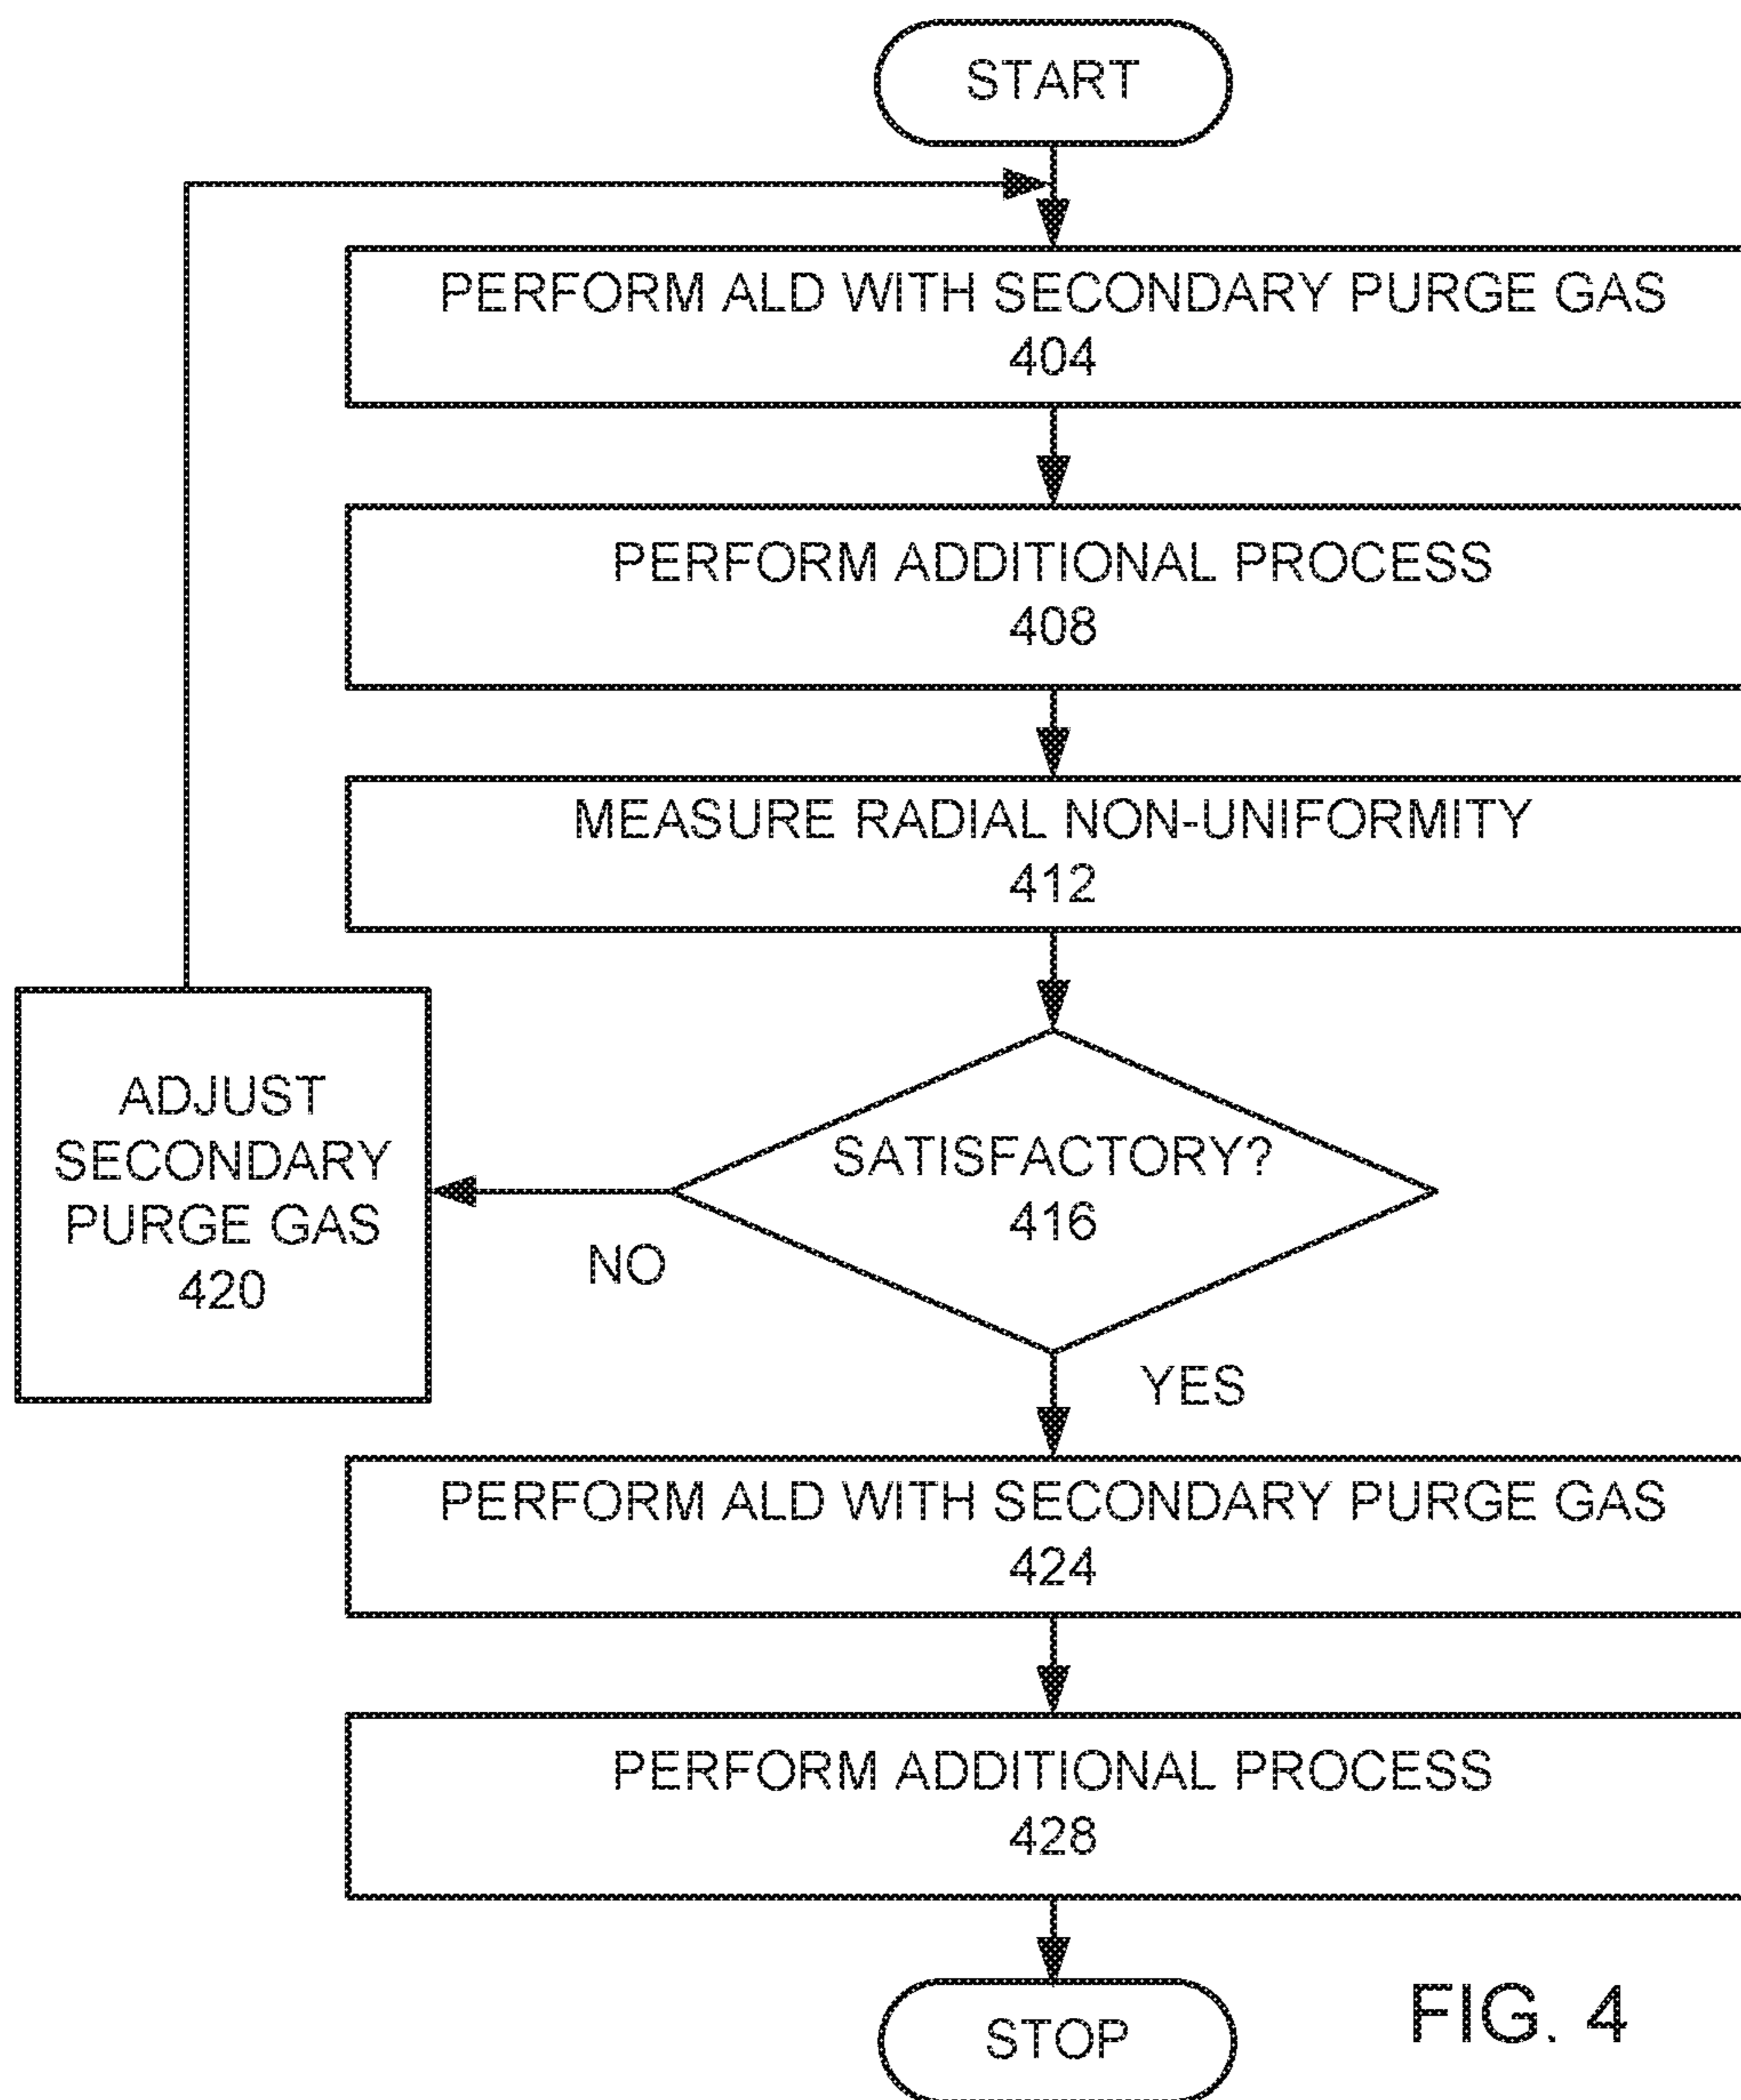 START
PERFORM ALD WITH SECONDARY PURGE GAS
404
PERFORM ADDITIONAL PROCESS
408
MEASURE RADIAL NON-UNIFORMITY
412
SATISFACTORY?
416
NO
ADJUST
SECONDARY
PURGE GAS
420
YES
PERFORM ALD WITH SECONDARY PURGE GAS
424
PERFORM ADDITIONAL PROCESS
428
STOP
FIG. 4